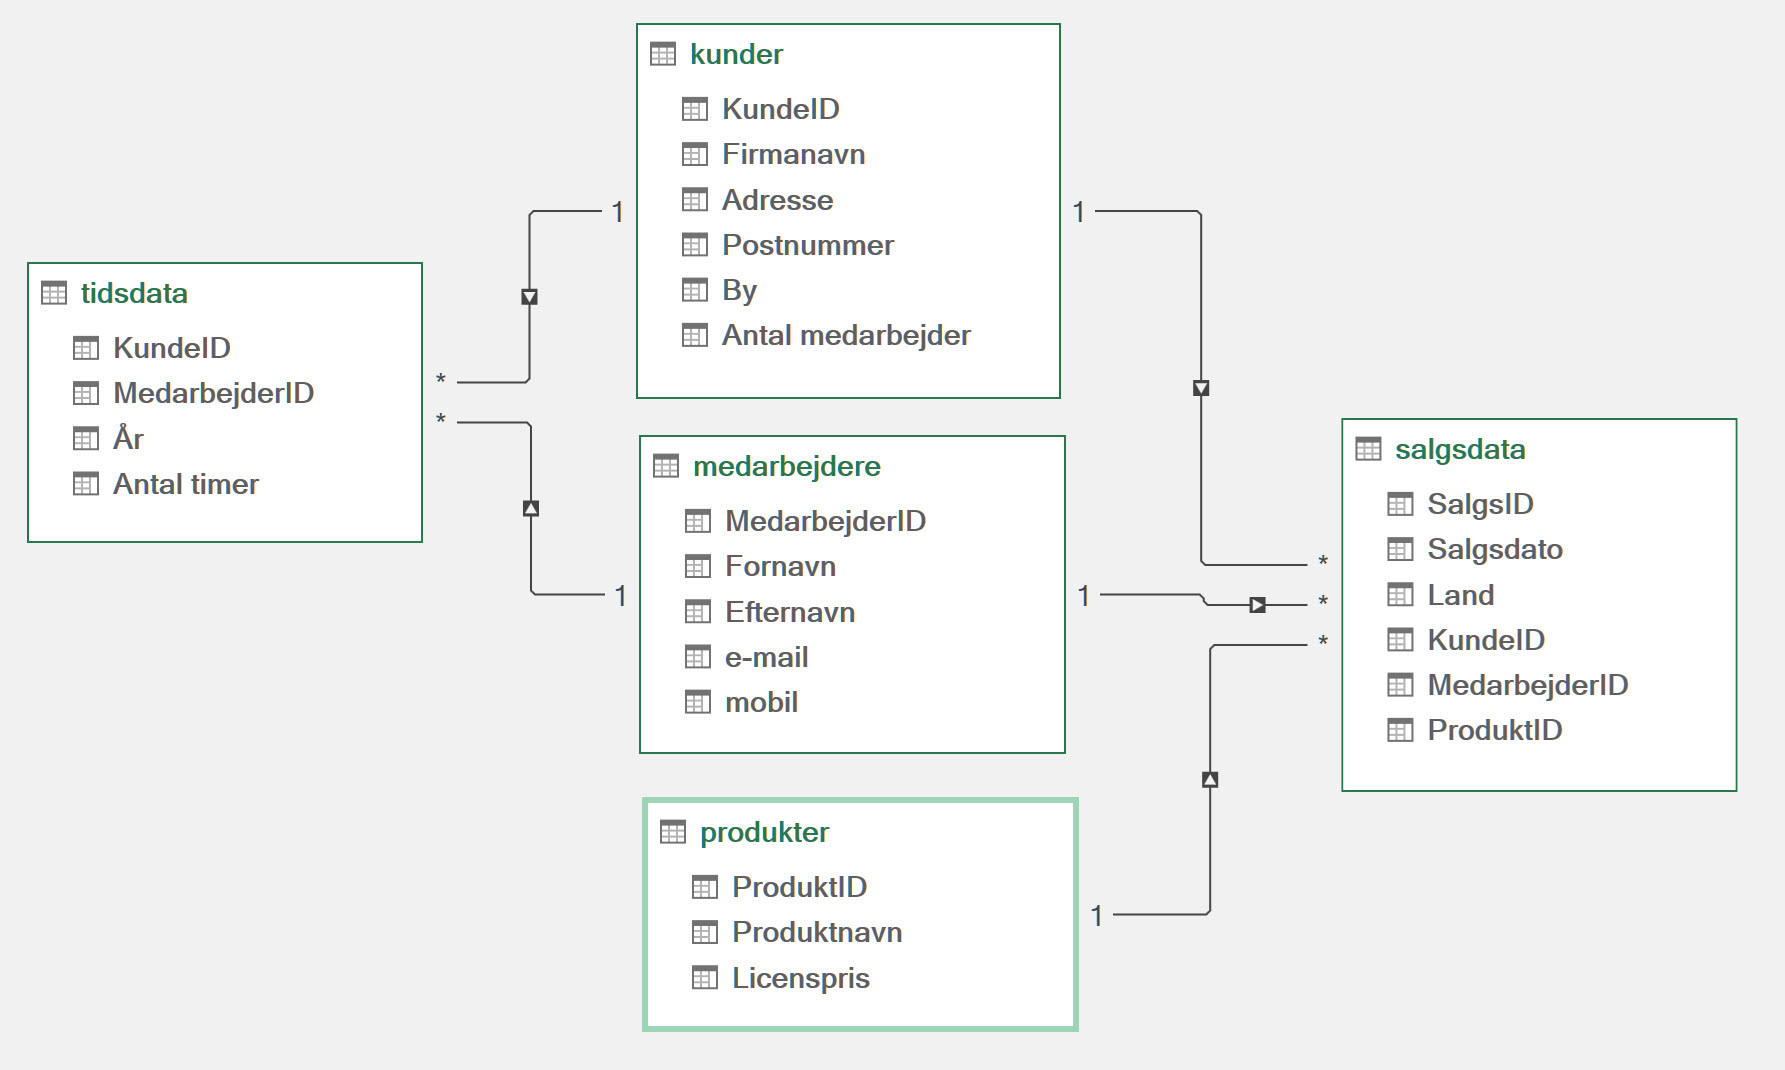 tidsdata
KundeID
MedarbejderID
År
Antal timer
*
*
kunder
KundeID
Firmanavn
Adresse
Postnummer
By
Antal medarbejder
1
1
medarbejdere
MedarbejderID
Fornavn
Efternavn
e-mail
mobil
1
1
produkter
ProduktID
Produktnavn
Licenspris
1
salgsdata
SalgsID
Salgsdato
Land
KundeID
MedarbejderID
ProduktID
*
*
*